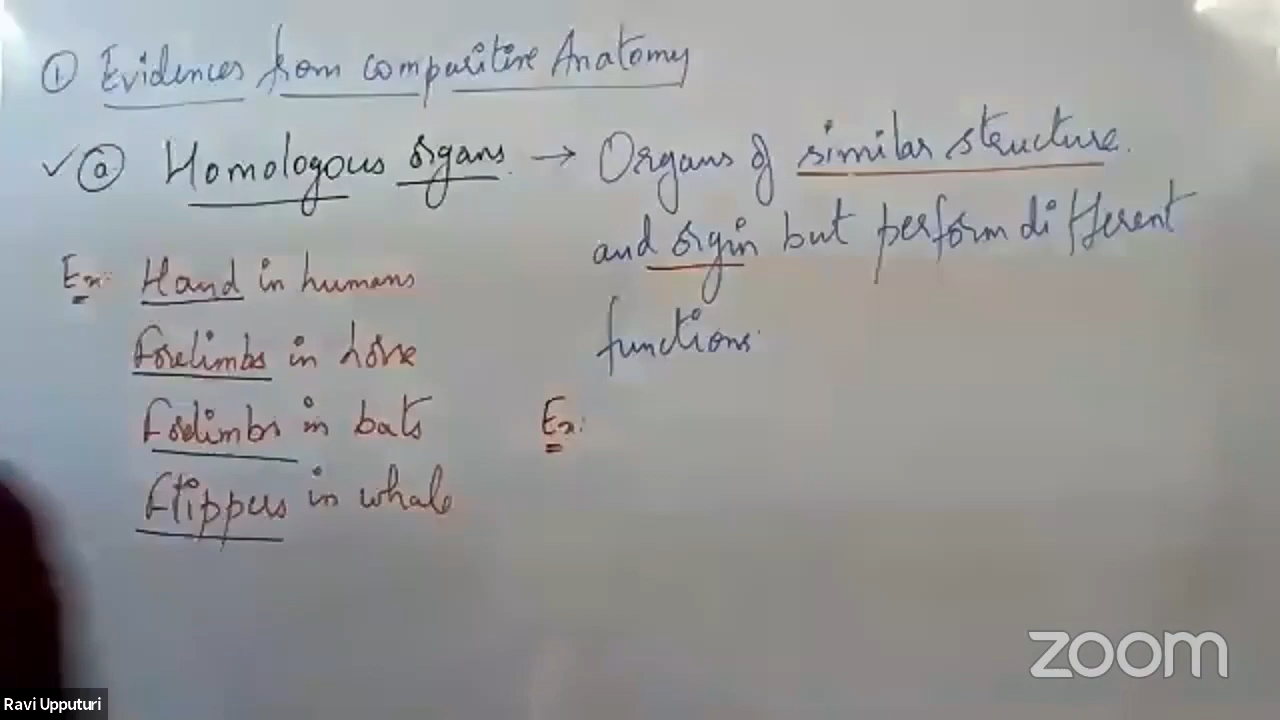 ① Evidences from comparitive Anatomy
✓ⓐ Homologous organs. → Organs of similar structure.
and orgin but perform different
functions.
Ex: Hand in humans
Forelimbs in horse
Forelimbs in bats
Flippers in whale
Ex:
zoom
Ravi Upputuri